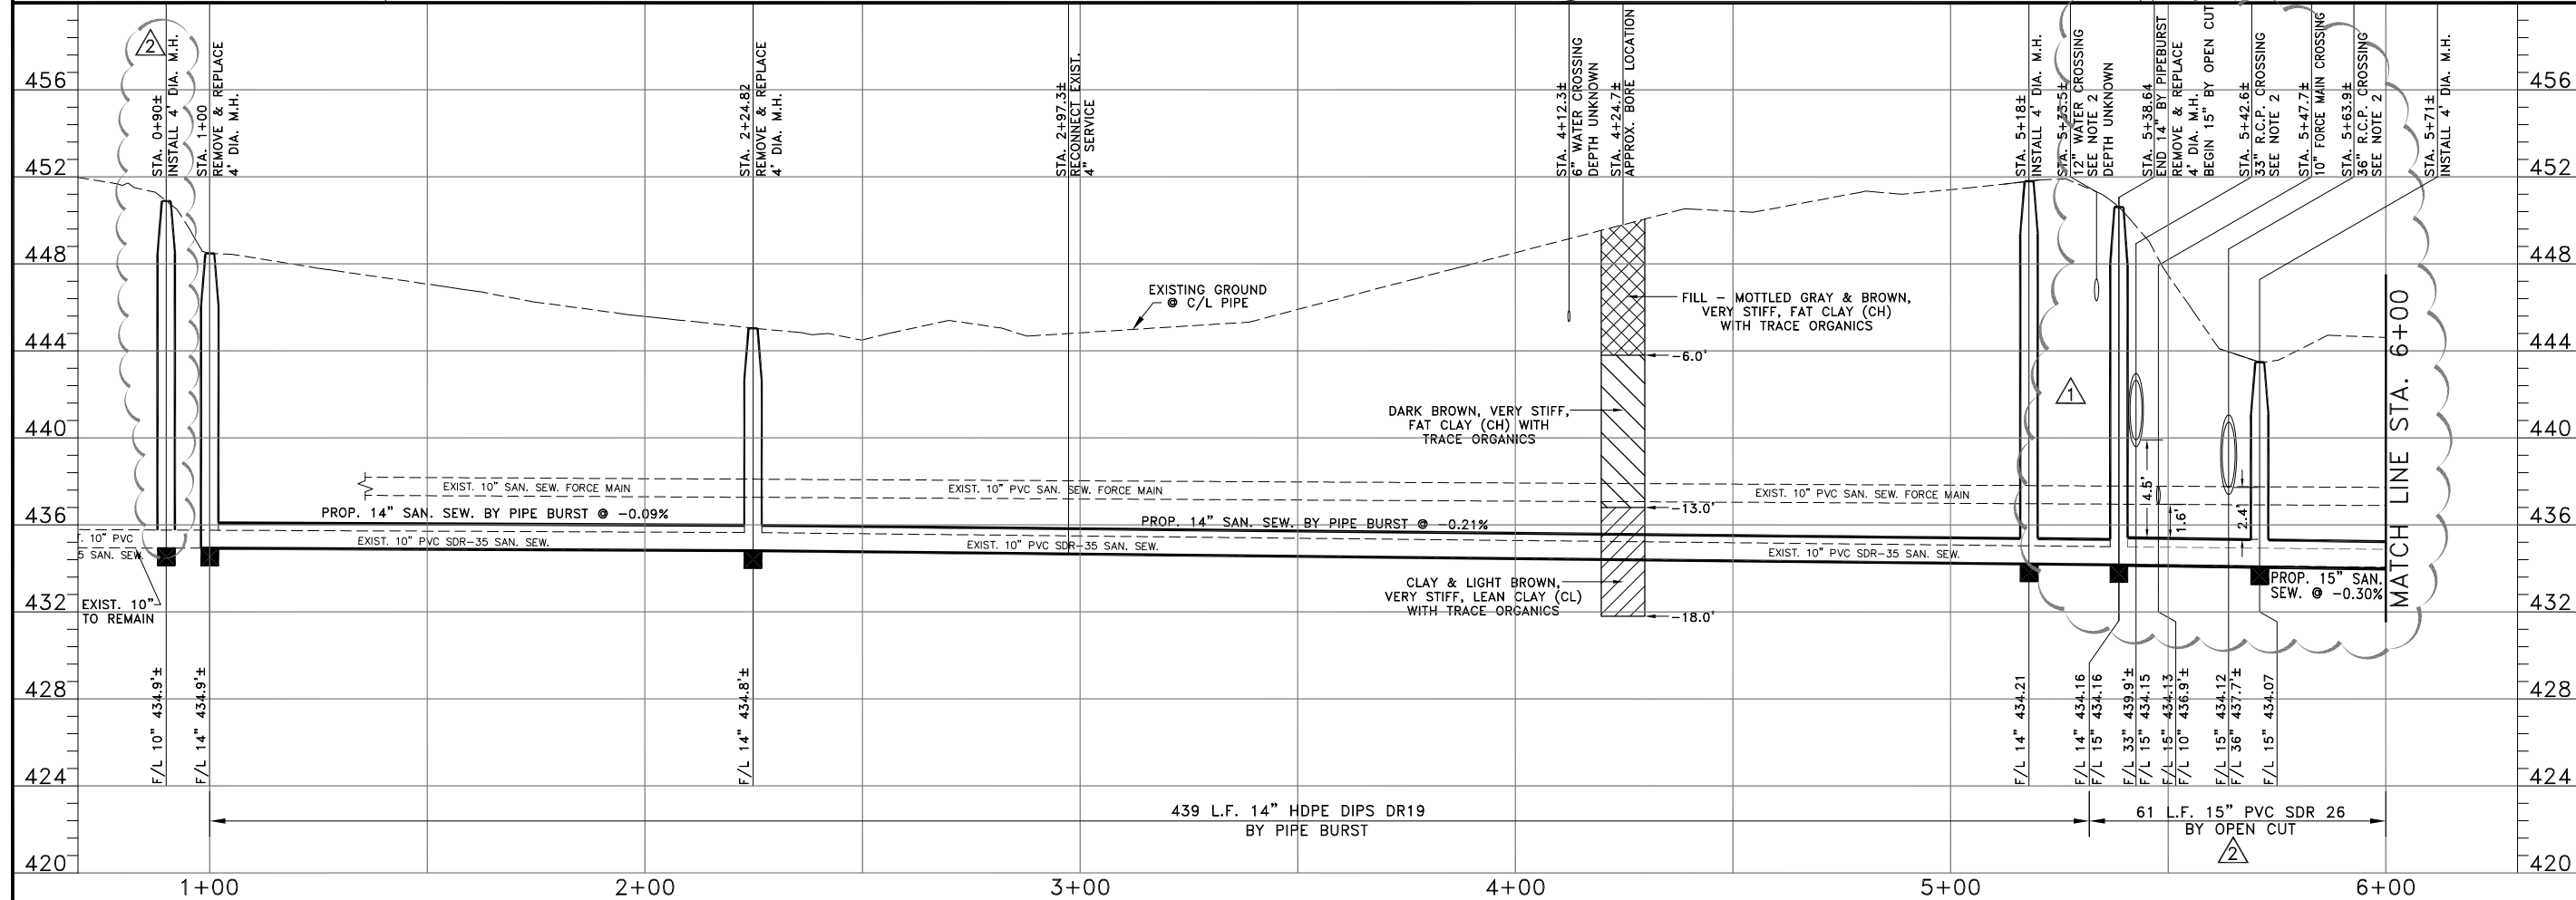 2
STA. 0+90±
INSTALL 4' DIA. M.H.
STA. 1+00
REMOVE & REPLACE
4' DIA. M.H.
STA. 2+24.82
REMOVE & REPLACE
4' DIA. M.H.
STA. 2+97.3±
RECONNECT EXIST.
4" SERVICE
STA. 4+12.3±
6" WATER CROSSING
DEPTH UNKNOWN
STA. 4+24.7±
APPROX. BORE LOCATION
STA. 5+18±
INSTALL 4' DIA. M.H.
STA. 5+33.5±
12" WATER CROSSING
SEE NOTE 2
DEPTH UNKNOWN
STA. 5+38.64
END 14" BY PIPEBURST
REMOVE & REPLACE
4' DIA. M.H.
BEGIN 15" BY OPEN CUT
STA. 5+42.6±
33" R.C.P. CROSSING
SEE NOTE 2
STA. 5+47.7±
10" FORCE MAIN CROSSING
STA. 5+63.9±
36" R.C.P. CROSSING
SEE NOTE 2
STA. 5+71±
INSTALL 4' DIA. M.H.
456
452
448
444
440
436
432
428
424
420
456
452
448
444
440
436
432
428
424
420
EXISTING GROUND
@ C/L PIPE
FILL – MOTTLED GRAY & BROWN,
VERY STIFF, FAT CLAY (CH)
WITH TRACE ORGANICS
-6.0'
DARK BROWN, VERY STIFF,
FAT CLAY (CH) WITH
TRACE ORGANICS
-13.0'
CLAY & LIGHT BROWN,
VERY STIFF, LEAN CLAY (CL)
WITH TRACE ORGANICS
-18.0'
1
EXIST. 10" SAN. SEW. FORCE MAIN
EXIST. 10" PVC SAN. SEW. FORCE MAIN
EXIST. 10" PVC SAN. SEW. FORCE MAIN
PROP. 14" SAN. SEW. BY PIPE BURST @ -0.09%
PROP. 14" SAN. SEW. BY PIPE BURST @ -0.21%
T. 10" PVC
5 SAN. SEW.
EXIST. 10" PVC SDR-35 SAN. SEW.
EXIST. 10" PVC SDR-35 SAN. SEW.
EXIST. 10" PVC SDR-35 SAN. SEW.
EXIST. 10"
TO REMAIN
4.5'
1.6'
2.4'
PROP. 15" SAN.
SEW. @ -0.30%
MATCH LINE STA. 6+00
F/L 10" 434.9'±
F/L 14" 434.9'±
F/L 14" 434.8'±
F/L 14" 434.21
F/L 14" 434.16
F/L 15" 434.16
F/L 33" 439.9'±
F/L 15" 434.15
F/L 15" 434.13
F/L 10" 436.9'±
F/L 15" 434.12
F/L 36" 437.7'±
F/L 15" 434.07
439 L.F. 14" HDPE DIPS DR19
BY PIPE BURST
61 L.F. 15" PVC SDR 26
BY OPEN CUT
2
1+00
2+00
3+00
4+00
5+00
6+00